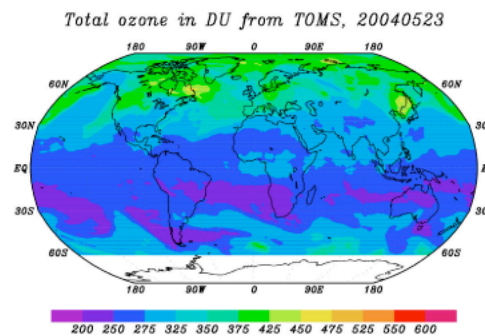 Total ozone in DU from TOMS, 20040523
180 90W 0 90E 180
60N 60N
30N 30N
EQ EQ
30S 30S
60S 60S
180 90W 0 90E 180
200 250 275 325 350 375 425 450 475 525 550 600